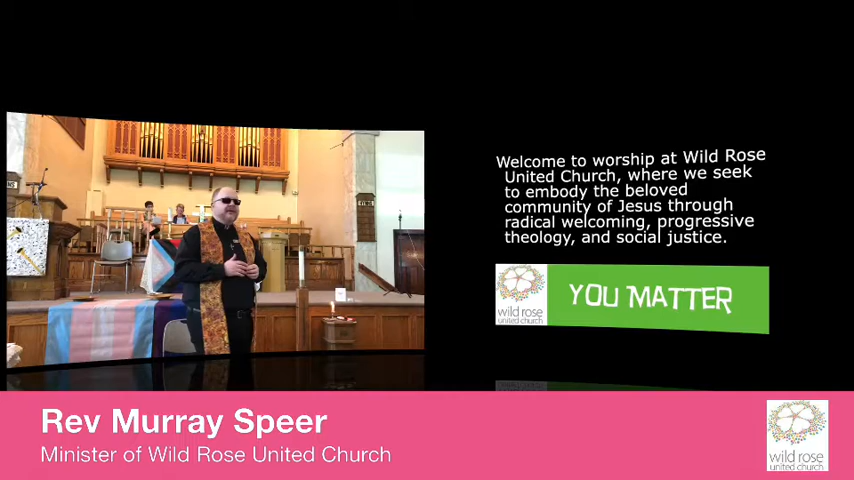 Welcome to worship at Wild Rose
United Church, where we seek
to embody the beloved
community of Jesus through
radical welcoming, progressive
theology, and social justice.
wild rose
united church
YOU MATTER
Rev Murray Speer
Minister of Wild Rose United Church
wild rose
united church